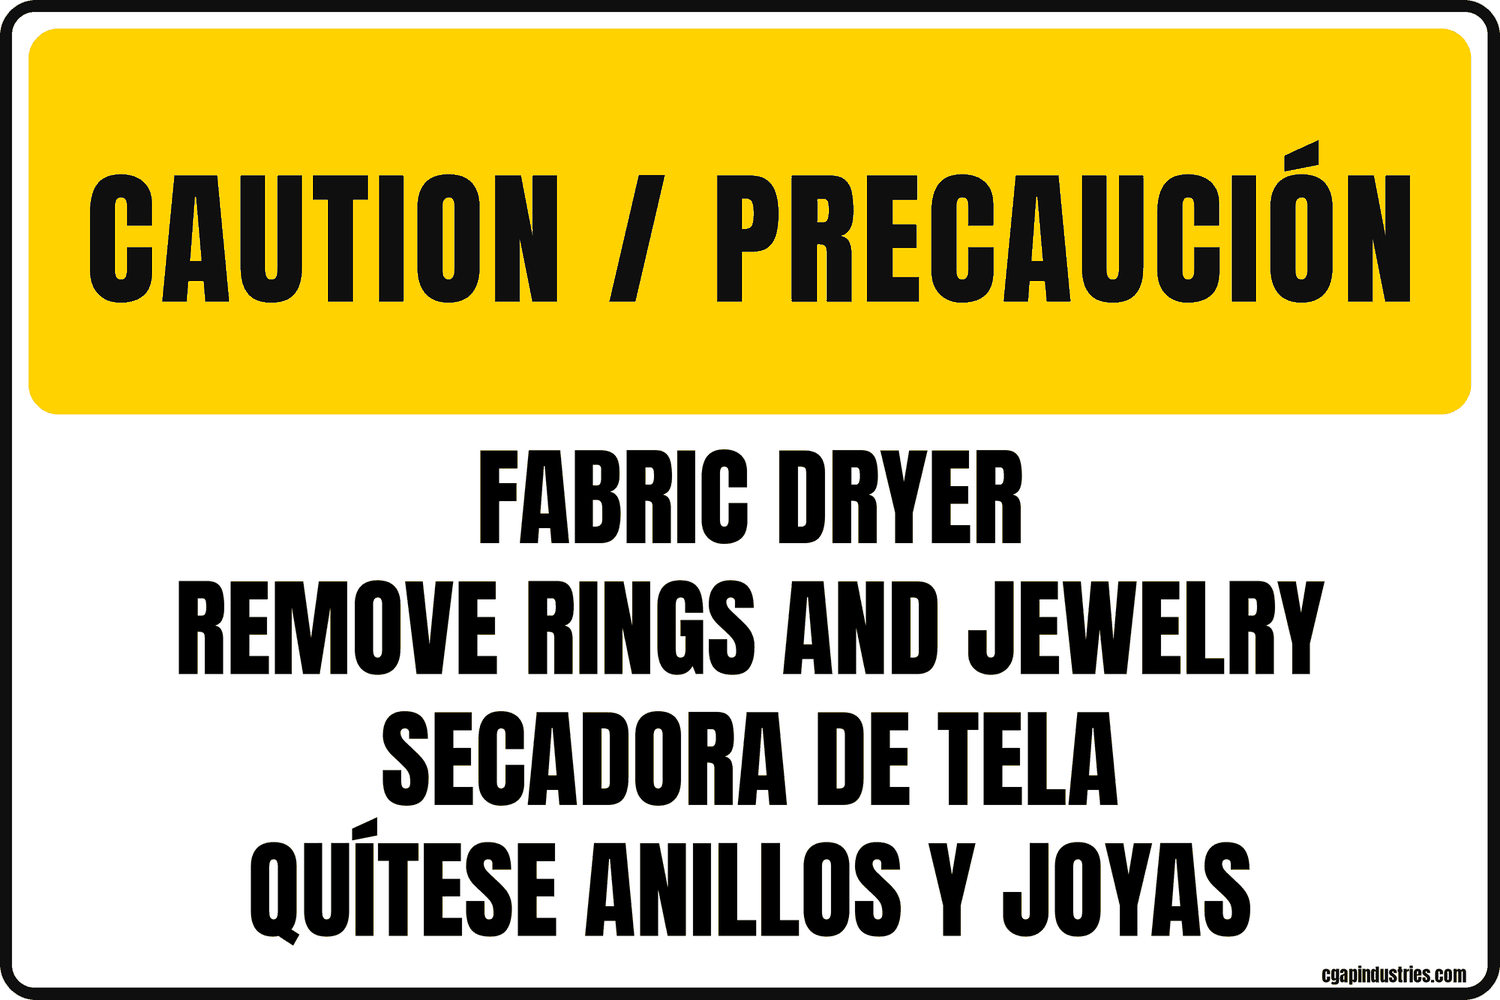 CAUTION / PRECAUCIÓN
FABRIC DRYER
REMOVE RINGS AND JEWELRY
SECADORA DE TELA
QUÍTESE ANILLOS Y JOYAS
cgapindustries.com